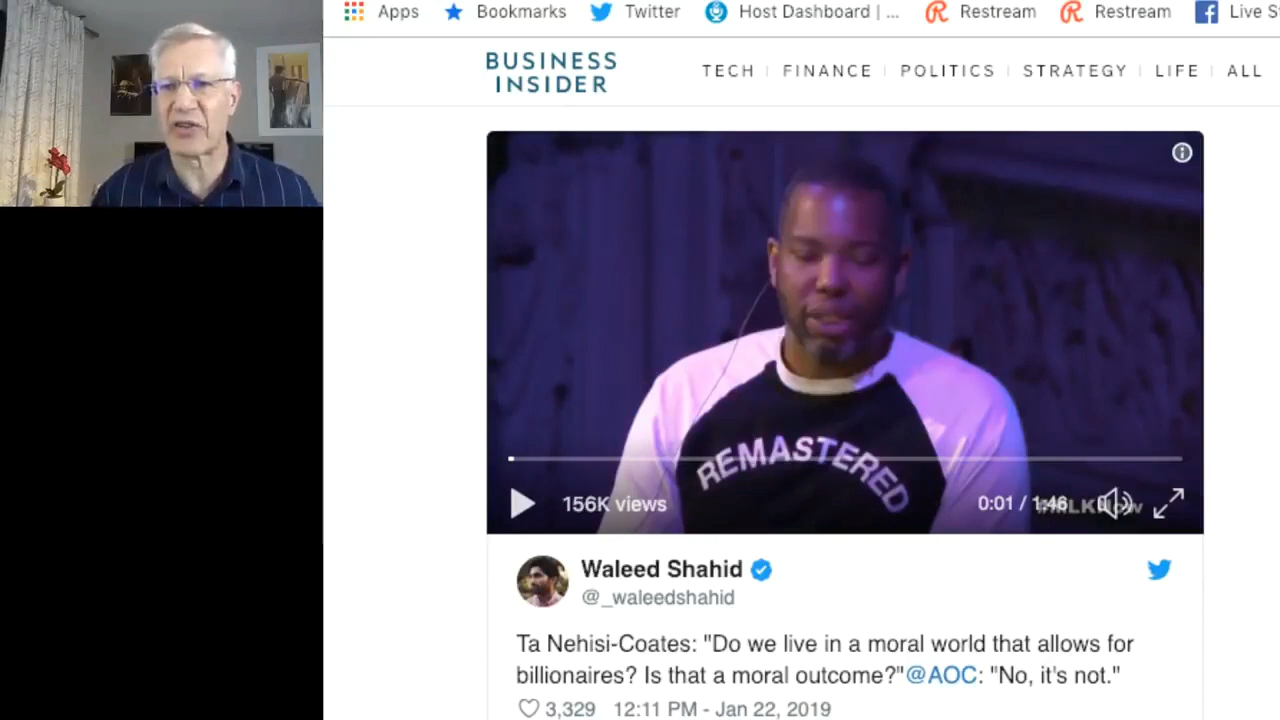 Apps Bookmarks Twitter Host Dashboard | ... Restream Restream Live S
BUSINESS
INSIDER
TECH FINANCE POLITICS STRATEGY LIFE ALL
REMASTERED
156K views 0:01 / 1:46
Waleed Shahid
@_waleedshahid
Ta Nehisi-Coates: "Do we live in a moral world that allows for
billionaires? Is that a moral outcome?"@AOC: "No, it's not."
3,329 12:11 PM - Jan 22, 2019